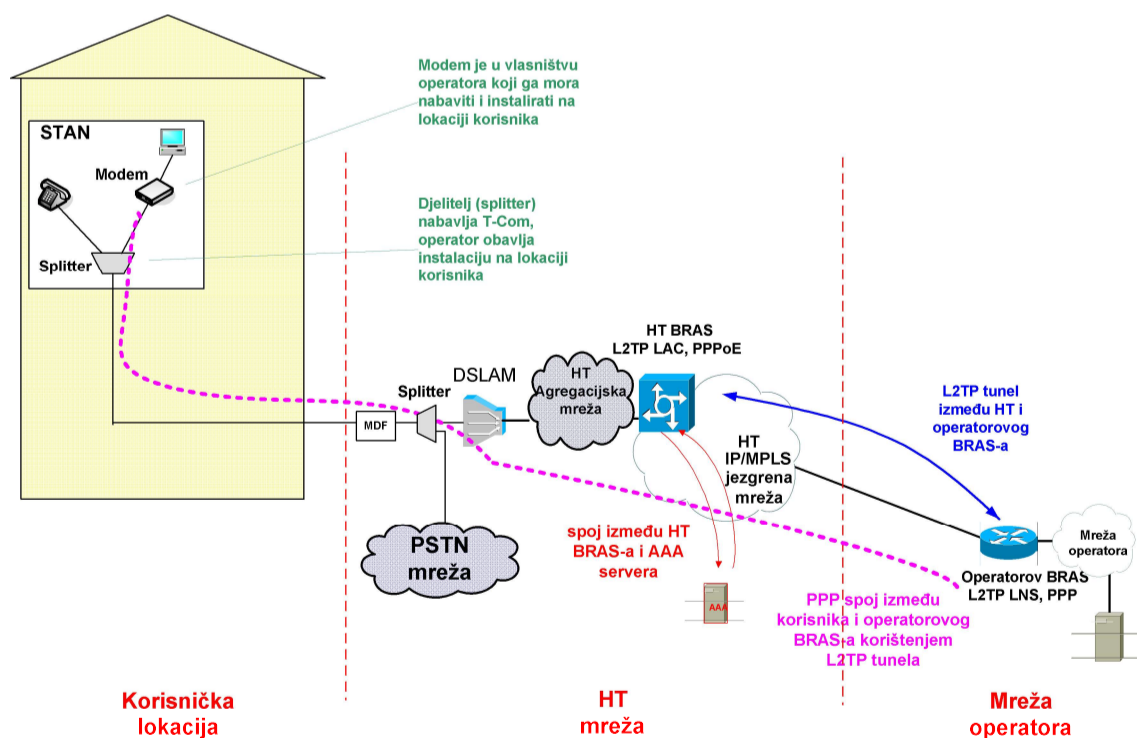 Modem je u vlasništvu
operatora koji ga mora
nabaviti i instalirati na
lokaciji korisnika
STAN
Modem
Djelitelj (splitter)
nabavlja T-Com,
operator obavlja
instalaciju na lokaciji
korisnika
Splitter
HT BRAS
L2TP LAC, PPPoE
Splitter
DSLAM
HT
Agregacijska
mreža
MDF
HT
IP/MPLS
jezgrena
mreža
L2TP tunel
između HT i
operatorovog
BRAS-a
PSTN
mreža
spoj između HT
BRAS-a i AAA
servera
AAA
Mreža
operatora
Operatorov BRAS
L2TP LNS, PPP
PPP spoj između
korisnika i operatorovog
BRAS-a korištenjem
L2TP tunela
Korisnička
lokacija
HT
mreža
Mreža
operatora